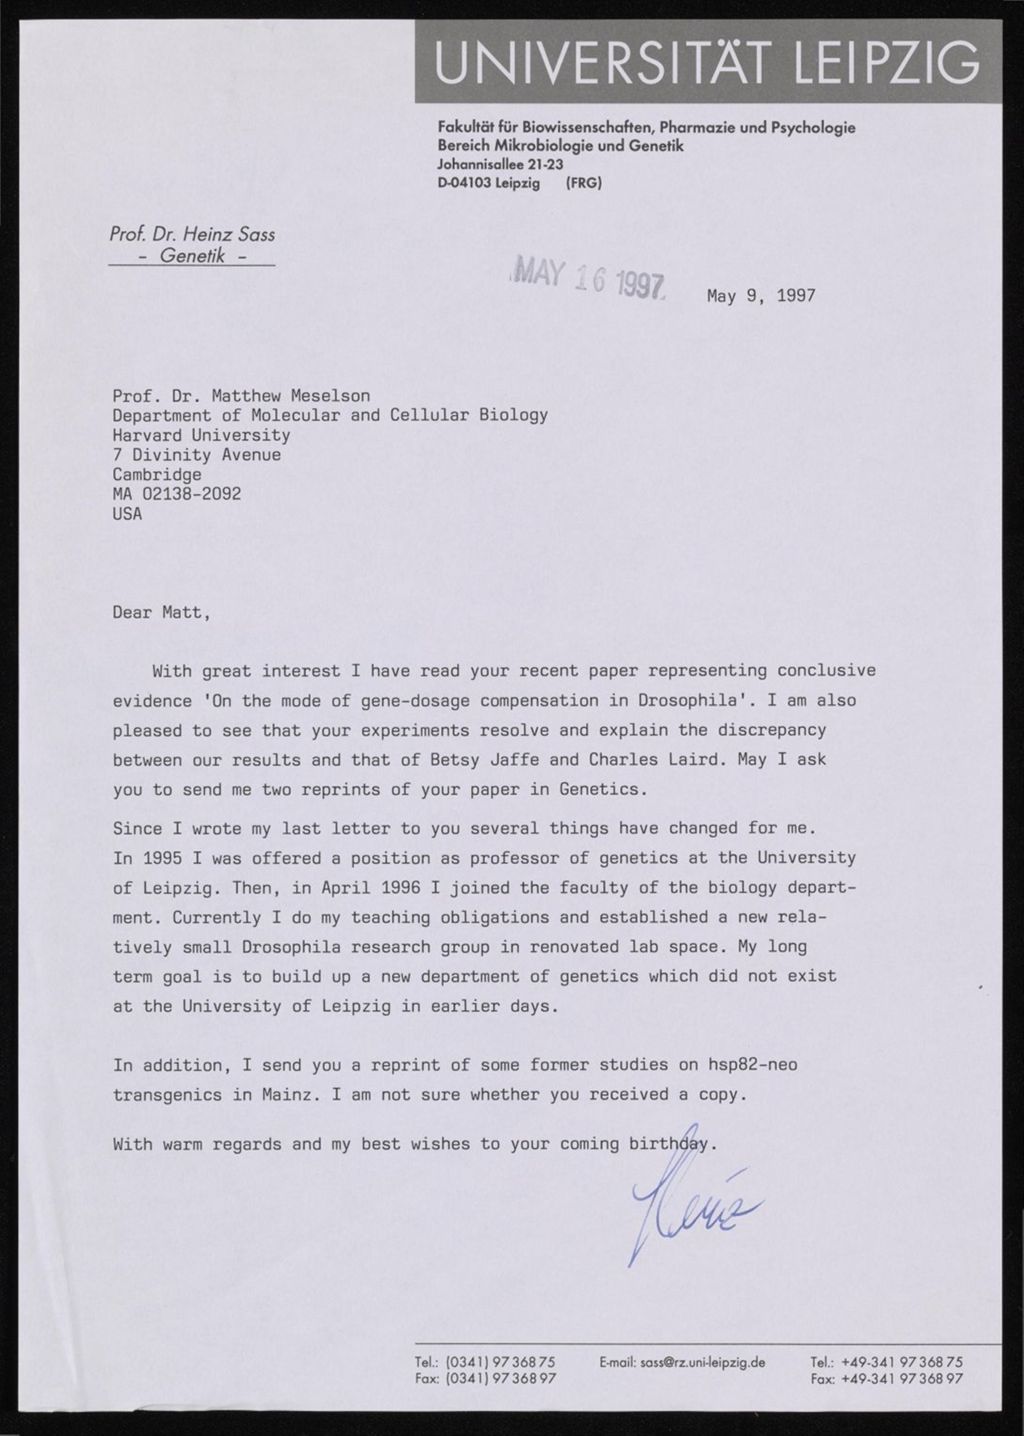 UNIVERSITÄT LEIPZIG
Fakultät für Biowissenschaften, Pharmazie und Psychologie
Bereich Mikrobiologie und Genetik
Johannisallee 21-23
D-04103 Leipzig (FRG)
Prof. Dr. Heinz Sass
- Genetik -
MAY 16 1997
May 9, 1997
Prof. Dr. Matthew Meselson
Department of Molecular and Cellular Biology
Harvard University
7 Divinity Avenue
Cambridge
MA 02138-2092
USA
Dear Matt,
With great interest I have read your recent paper representing conclusive
evidence 'On the mode of gene-dosage compensation in Drosophila'. I am also
pleased to see that your experiments resolve and explain the discrepancy
between our results and that of Betsy Jaffe and Charles Laird. May I ask
you to send me two reprints of your paper in Genetics.
Since I wrote my last letter to you several things have changed for me.
In 1995 I was offered a position as professor of genetics at the University
of Leipzig. Then, in April 1996 I joined the faculty of the biology depart-
ment. Currently I do my teaching obligations and established a new rela-
tively small Drosophila research group in renovated lab space. My long
term goal is to build up a new department of genetics which did not exist
at the University of Leipzig in earlier days.
In addition, I send you a reprint of some former studies on hsp82-neo
transgenics in Mainz. I am not sure whether you received a copy.
With warm regards and my best wishes to your coming birthday.
Heinz
Tel.: (0341) 97 368 75 E-mail: sass@rz.uni-leipzig.de Tel.: +49-341 97 368 75
Fax: (0341) 97 368 97 Fax: +49-341 97 368 97